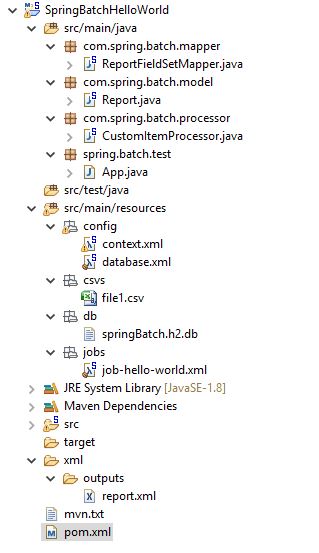 SpringBatchHelloWorld
src/main/java
com.spring.batch.mapper
ReportFieldSetMapper.java
com.spring.batch.model
Report.java
com.spring.batch.processor
CustomItemProcessor.java
spring.batch.test
App.java
src/test/java
src/main/resources
config
context.xml
database.xml
csvs
file1.csv
db
springBatch.h2.db
jobs
job-hello-world.xml
JRE System Library [JavaSE-1.8]
Maven Dependencies
src
target
xml
outputs
report.xml
mvn.txt
pom.xml